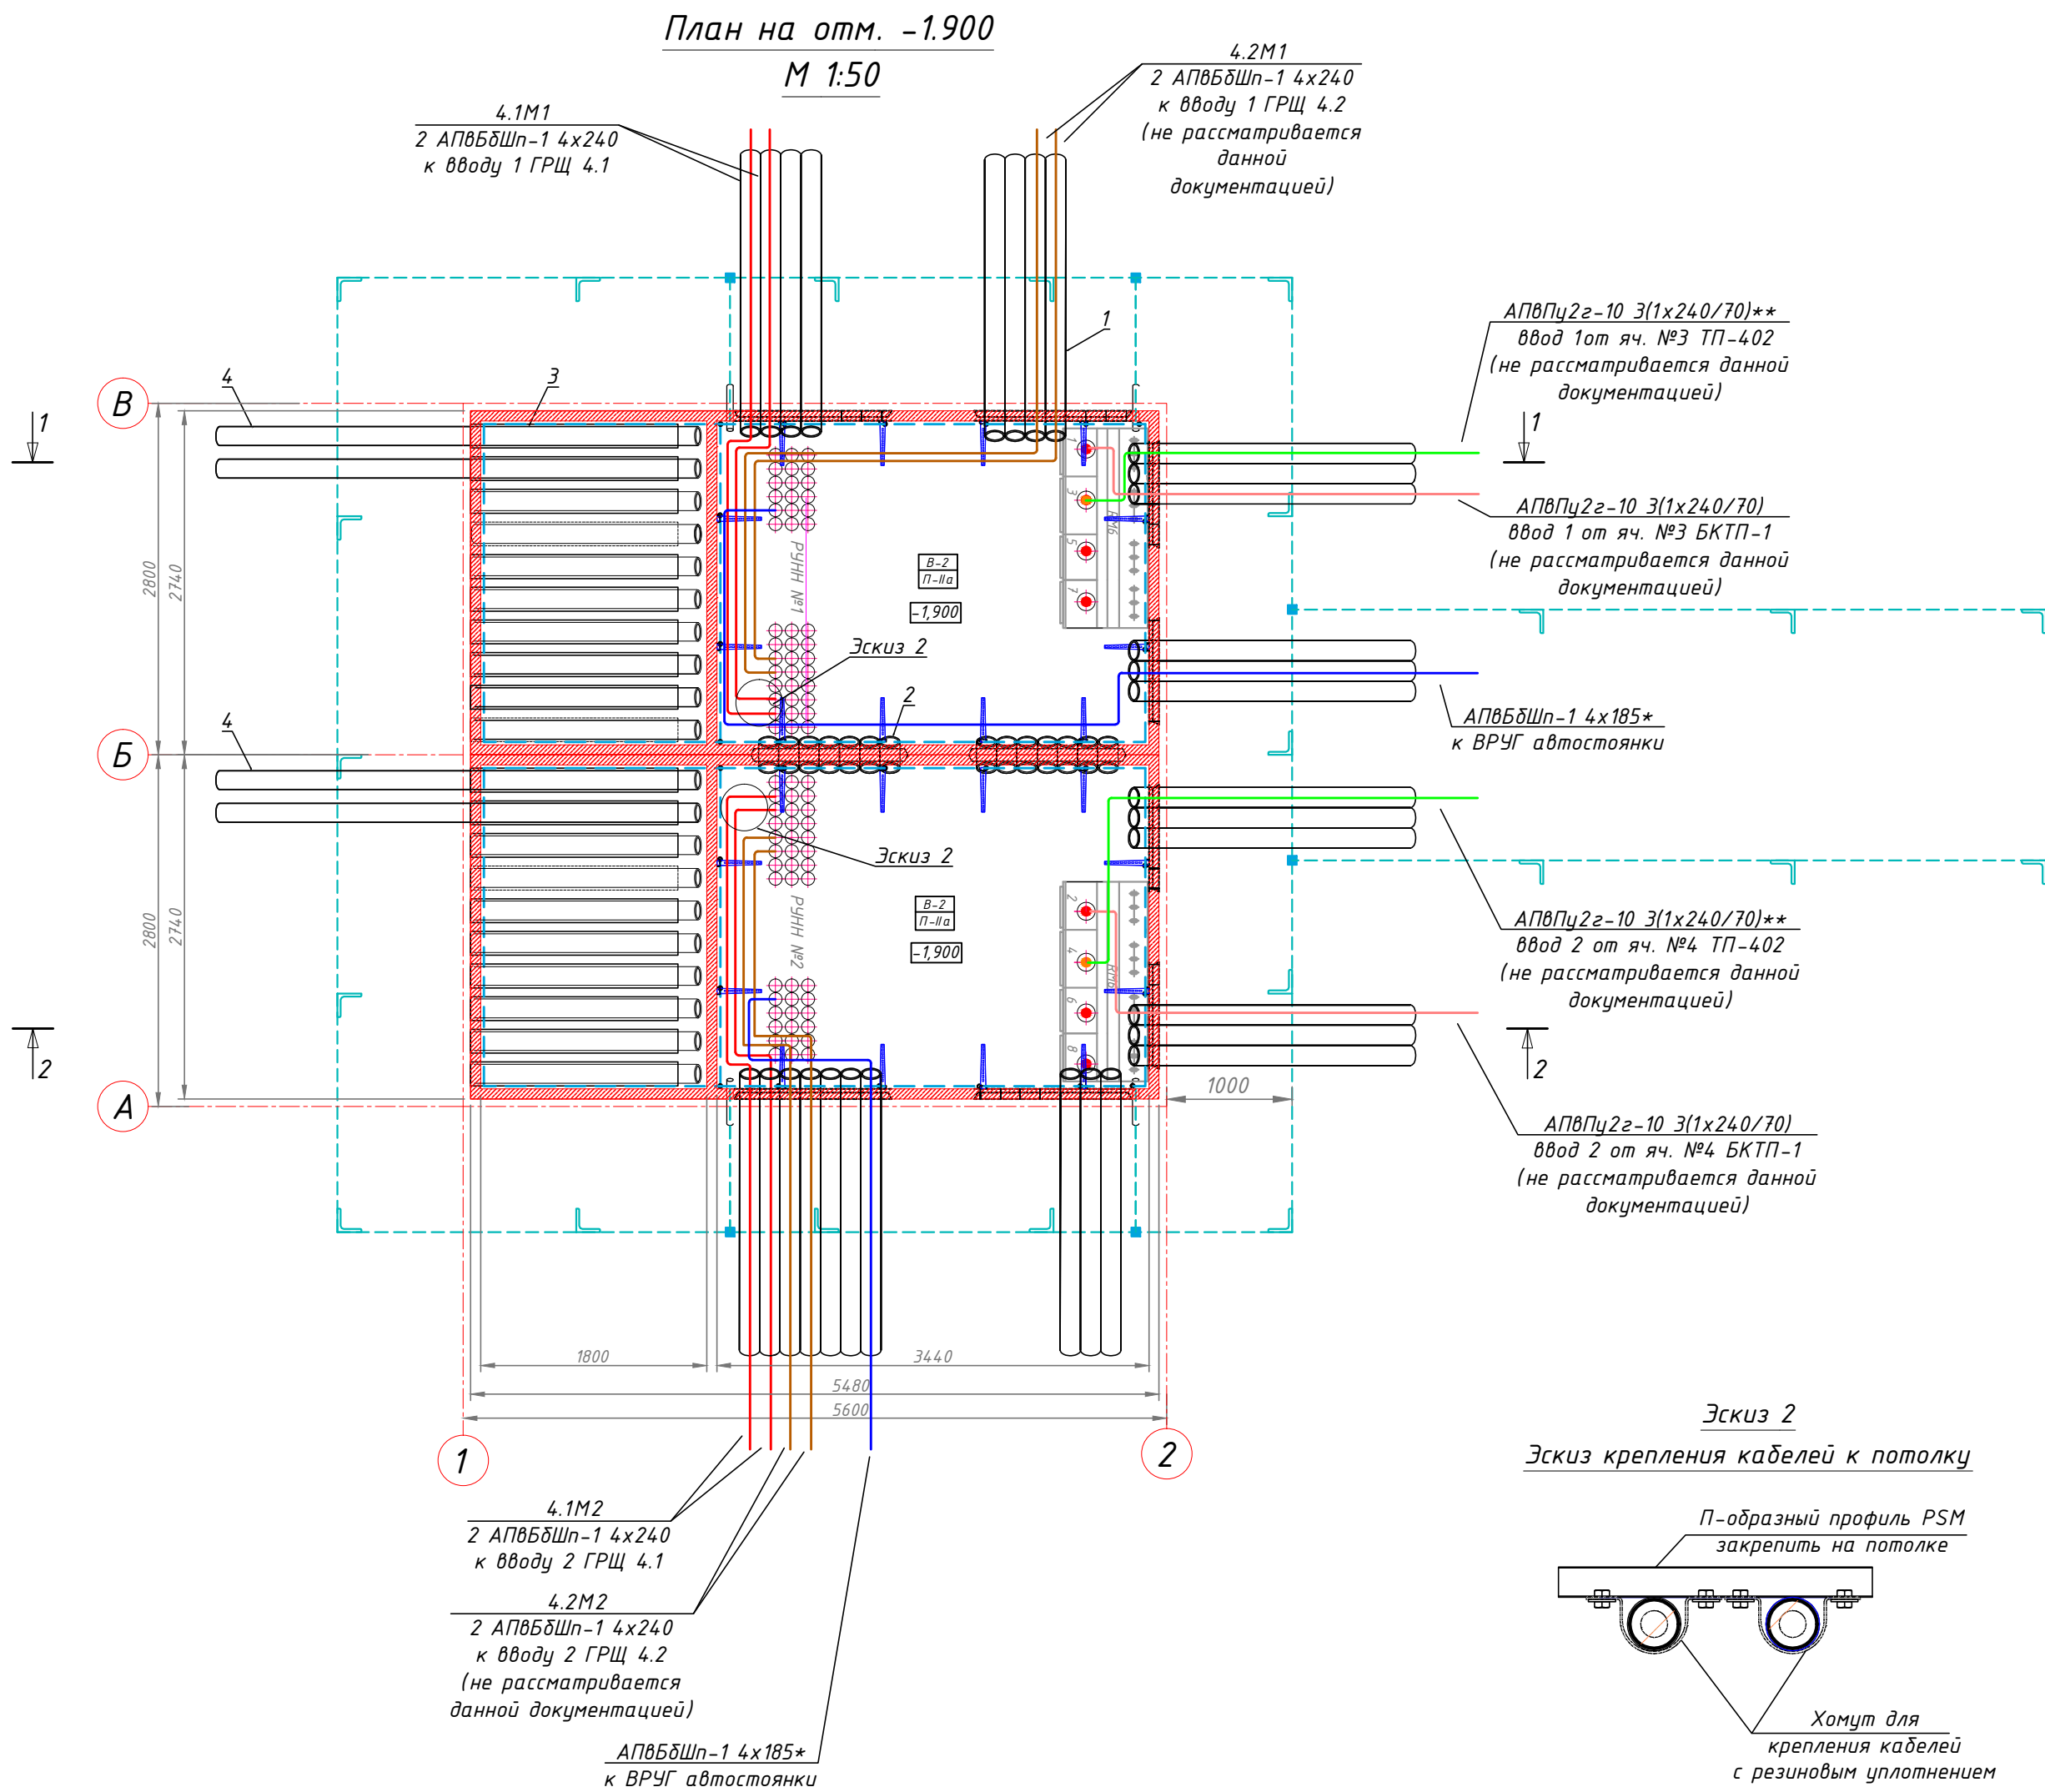 План на отм. -1.900
М 1:50
4.1М1
2 АПвБбШп-1 4х240
к вводу 1 ГРЩ 4.1
4.2М1
2 АПвБбШп-1 4х240
к вводу 1 ГРЩ 4.2
(не рассматривается
данной
документацией)
1
АПвПу2г-10 3(1х240/70)**
ввод 1от яч. №3 ТП-402
(не рассматривается данной
документацией)
4
3
В
1
1
1
3
5
7
АПвПу2г-10 3(1х240/70)
ввод 1 от яч. №3 БКТП-1
(не рассматривается данной
документацией)
2800
2740
РУНН №1
В-2
П-IIа
-1,900
Эскиз 2
2
4
АПвБбШп-1 4х185*
к ВРУГ автостоянки
Б
Эскиз 2
2800
2740
РУНН №2
В-2
П-IIа
-1,900
2
4
6
8
АПвПу2г-10 3(1х240/70)**
ввод 2 от яч. №4 ТП-402
(не рассматривается данной
документацией)
2
2
А
1000
АПвПу2г-10 3(1х240/70)
ввод 2 от яч. №4 БКТП-1
(не рассматривается данной
документацией)
1800
3440
5480
5600
1
2
4.1М2
2 АПвБбШп-1 4х240
к вводу 2 ГРЩ 4.1
4.2М2
2 АПвБбШп-1 4х240
к вводу 2 ГРЩ 4.2
(не рассматривается
данной документацией)
АПвБбШп-1 4х185*
к ВРУГ автостоянки
Эскиз 2
Эскиз крепления кабелей к потолку
П-образный профиль PSM
закрепить на потолке
Хомут для
крепления кабелей
с резиновым уплотнением